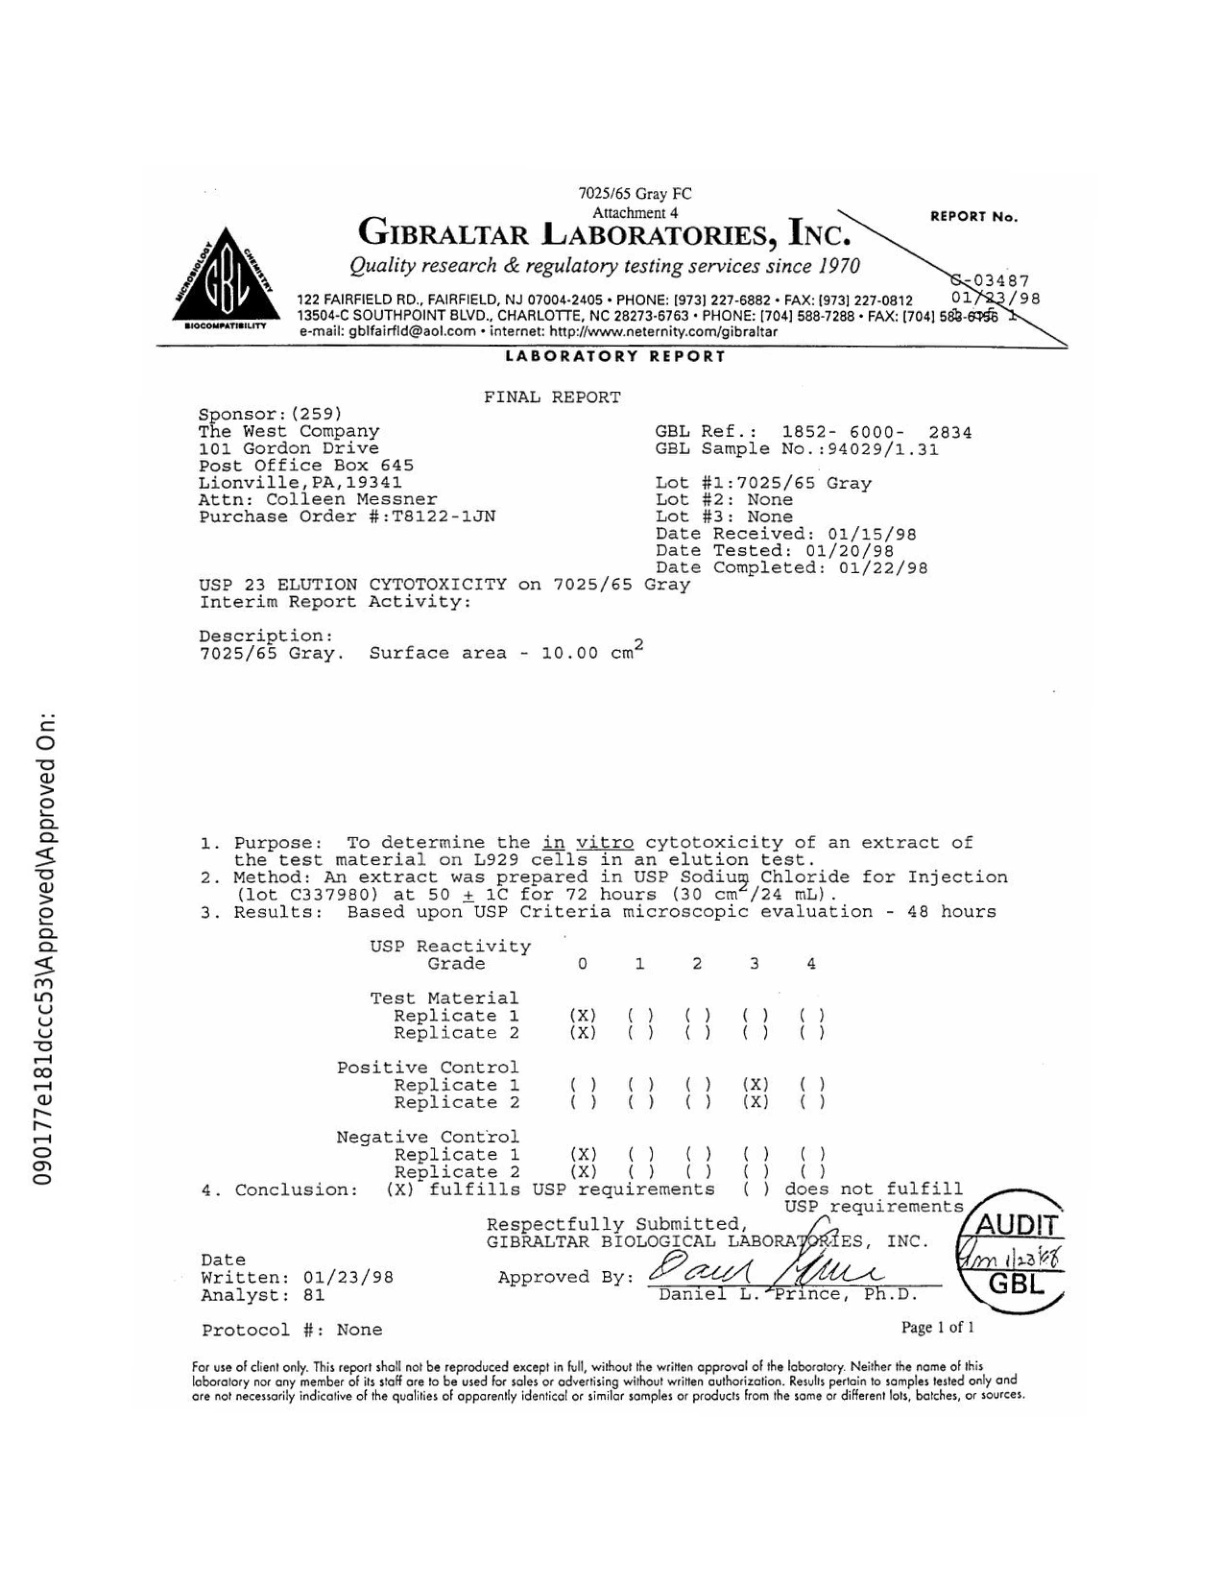 7025/65 Gray FC
Attachment 4
REPORT No.
GIBRALTAR LABORATORIES, INC.
Quality research & regulatory testing services since 1970
MICROBIOLOGY
CHEMISTRY
GBL
BIOCOMPATIBILITY
G-03487
122 FAIRFIELD RD., FAIRFIELD, NJ 07004-2405 • PHONE: [973] 227-6882 • FAX: [973] 227-0812
01/23/98
13504-C SOUTHPOINT BLVD., CHARLOTTE, NC 28273-6763 • PHONE: [704] 588-7288 • FAX: [704]
1
e-mail: gblfairfld@aol.com • internet: http://www.neternity.com/gibraltar
LABORATORY REPORT
FINAL REPORT
Sponsor:(259)
The West Company
101 Gordon Drive
Post Office Box 645
Lionville,PA,19341
Attn: Colleen Messner
Purchase Order #:T8122-1JN
GBL Ref.: 1852- 6000- 2834
GBL Sample No.:94029/1.31
Lot #1:7025/65 Gray
Lot #2: None
Lot #3: None
Date Received: 01/15/98
Date Tested: 01/20/98
Date Completed: 01/22/98
USP 23 ELUTION CYTOTOXICITY on 7025/65 Gray
Interim Report Activity:
Description:
7025/65 Gray. Surface area - 10.00 cm2
1. Purpose: To determine the in vitro cytotoxicity of an extract of
the test material on L929 cells in an elution test.
2. Method: An extract was prepared in USP Sodium Chloride for Injection
(lot C337980) at 50 ± 1C for 72 hours (30 cm2/24 mL).
3. Results: Based upon USP Criteria microscopic evaluation - 48 hours
USP Reactivity
Grade 0 1 2 3 4
Test Material
Replicate 1 (X) ( ) ( ) ( ) ( )
Replicate 2 (X) ( ) ( ) ( ) ( )
Positive Control
Replicate 1 ( ) ( ) ( ) (X) ( )
Replicate 2 ( ) ( ) ( ) (X) ( )
Negative Control
Replicate 1 (X) ( ) ( ) ( ) ( )
Replicate 2 (X) ( ) ( ) ( ) ( )
4. Conclusion: (X) fulfills USP requirements ( ) does not fulfill
USP requirements
Respectfully Submitted,
GIBRALTAR BIOLOGICAL LABORATORIES, INC.
Date
Written: 01/23/98
Analyst: 81
Approved By:
Daniel L. Prince, Ph.D.
AUDIT
1/23/98
GBL
Protocol #: None
Page 1 of 1
For use of client only. This report shall not be reproduced except in full, without the written approval of the laboratory. Neither the name of this
laboratory nor any member of its staff are to be used for sales or advertising without written authorization. Results pertain to samples tested only and
are not necessarily indicative of the qualities of apparently identical or similar samples or products from the same or different lots, batches, or sources.
090177e181dccc53\Approved\Approved On: